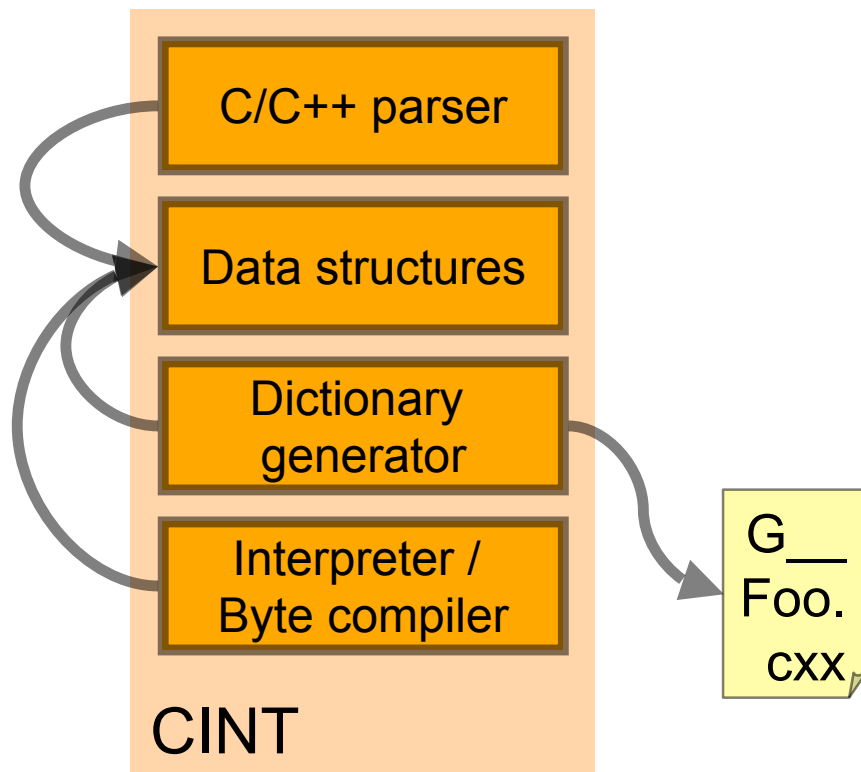 C/C++ parser
Data structures
Dictionary
generator
Interpreter /
Byte compiler
CINT
G__
Foo.
cxx